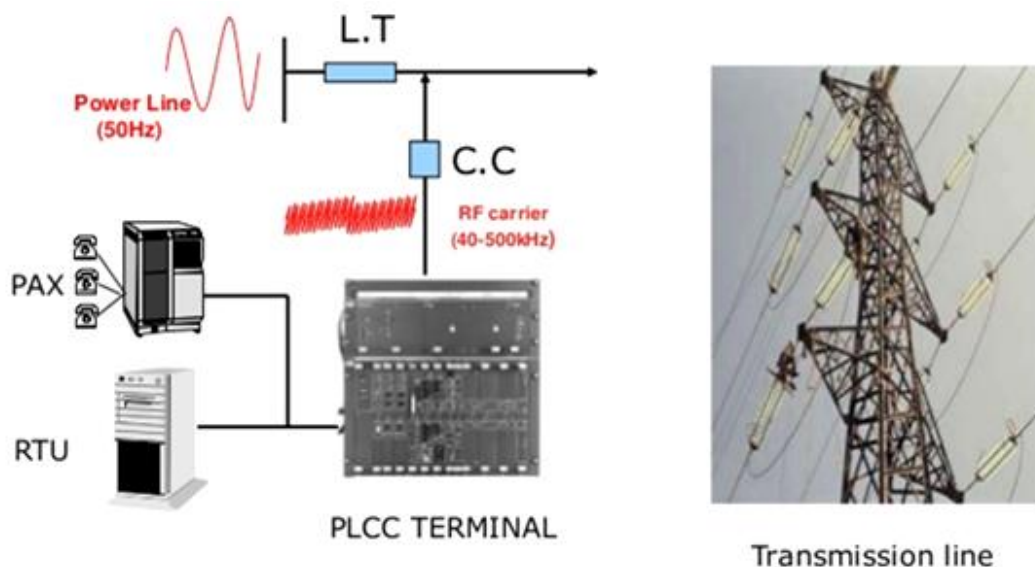 L.T
Power Line
(50Hz)
C.C
RF carrier
(40-500kHz)
PAX
RTU
PLCC TERMINAL
Transmission line